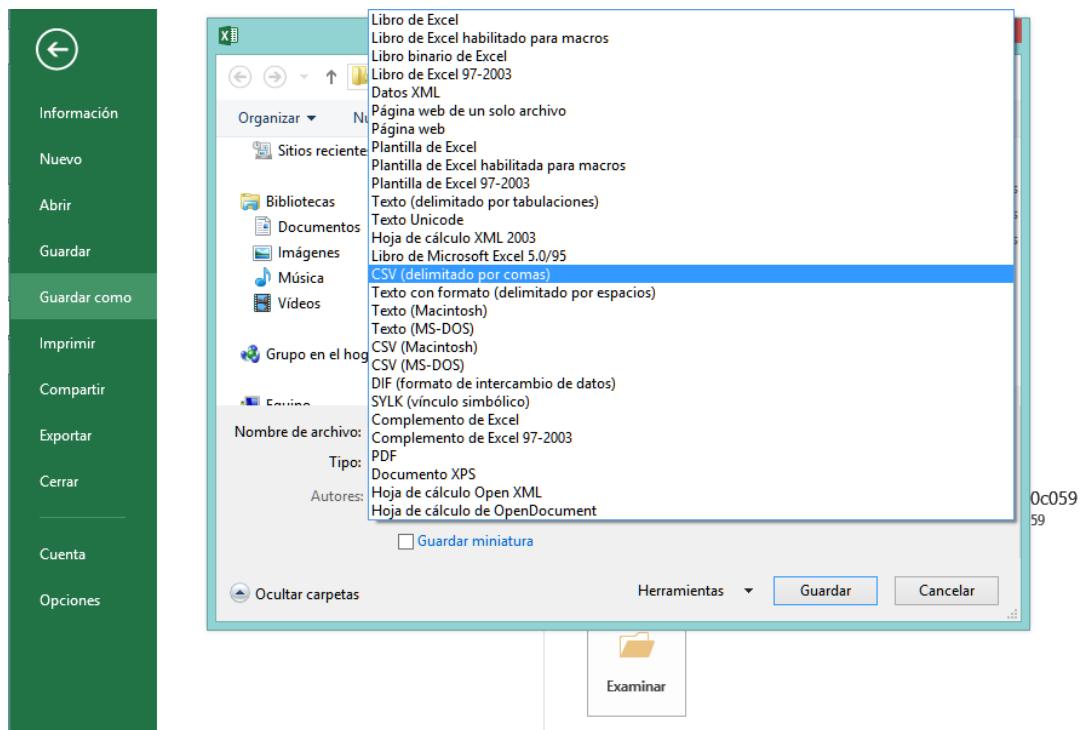 Información
Nuevo
Abrir
Guardar
Guardar como
Imprimir
Compartir
Exportar
Cerrar
Cuenta
Opciones
Organizar
Sitios reciente
Bibliotecas
Documentos
Imágenes
Música
Vídeos
Grupo en el hog
Equipo
Nombre de archivo:
Tipo:
Autores:
Libro de Excel
Libro de Excel habilitado para macros
Libro binario de Excel
Libro de Excel 97-2003
Datos XML
Página web de un solo archivo
Página web
Plantilla de Excel
Plantilla de Excel habilitada para macros
Plantilla de Excel 97-2003
Texto (delimitado por tabulaciones)
Texto Unicode
Hoja de cálculo XML 2003
Libro de Microsoft Excel 5.0/95
CSV (delimitado por comas)
Texto con formato (delimitado por espacios)
Texto (Macintosh)
Texto (MS-DOS)
CSV (Macintosh)
CSV (MS-DOS)
DIF (formato de intercambio de datos)
SYLK (vínculo simbólico)
Complemento de Excel
Complemento de Excel 97-2003
PDF
Documento XPS
Hoja de cálculo Open XML
Hoja de cálculo de OpenDocument
Guardar miniatura
Ocultar carpetas
Herramientas
Guardar
Cancelar
0c059
59
Examinar